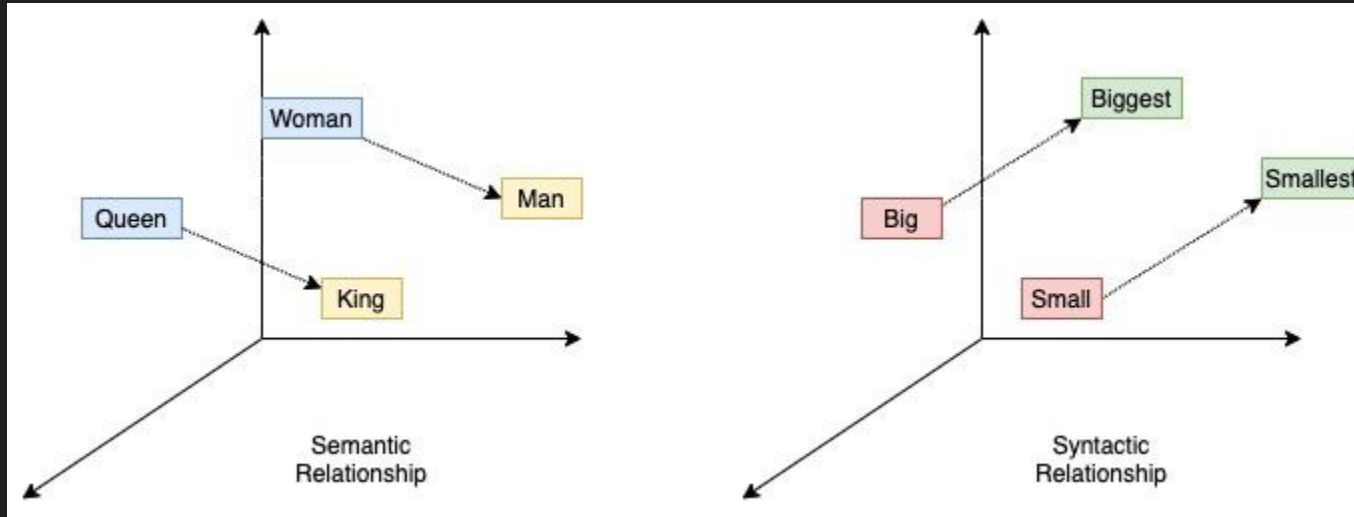 Woman
Man
Queen
King
Semantic
Relationship
Biggest
Smallest
Big
Small
Syntactic
Relationship